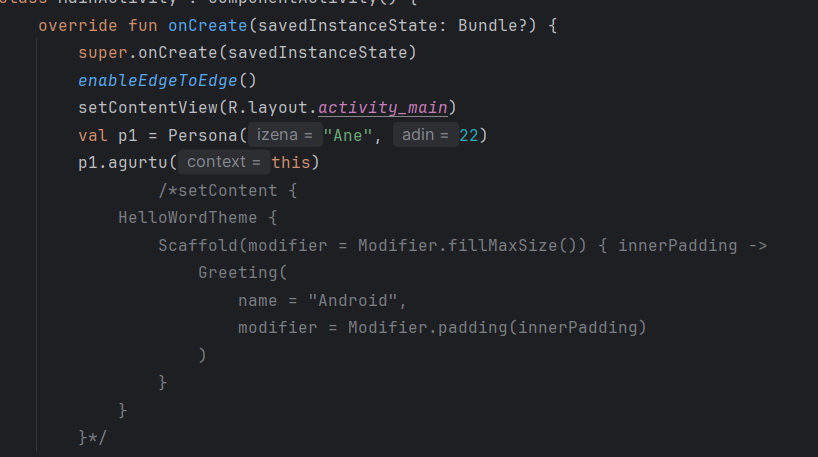 class MainActivity : ComponentActivity() {
    override fun onCreate(savedInstanceState: Bundle?) {
        super.onCreate(savedInstanceState)
        enableEdgeToEdge()
        setContentView(R.layout.activity_main)
        val p1 = Persona( izena = "Ane", adin = 22)
        p1.agurtu( context = this)
                /*setContent {
            HelloWordTheme {
                Scaffold(modifier = Modifier.fillMaxSize()) { innerPadding ->
                    Greeting(
                        name = "Android",
                        modifier = Modifier.padding(innerPadding)
                    )
                }
            }
        }*/